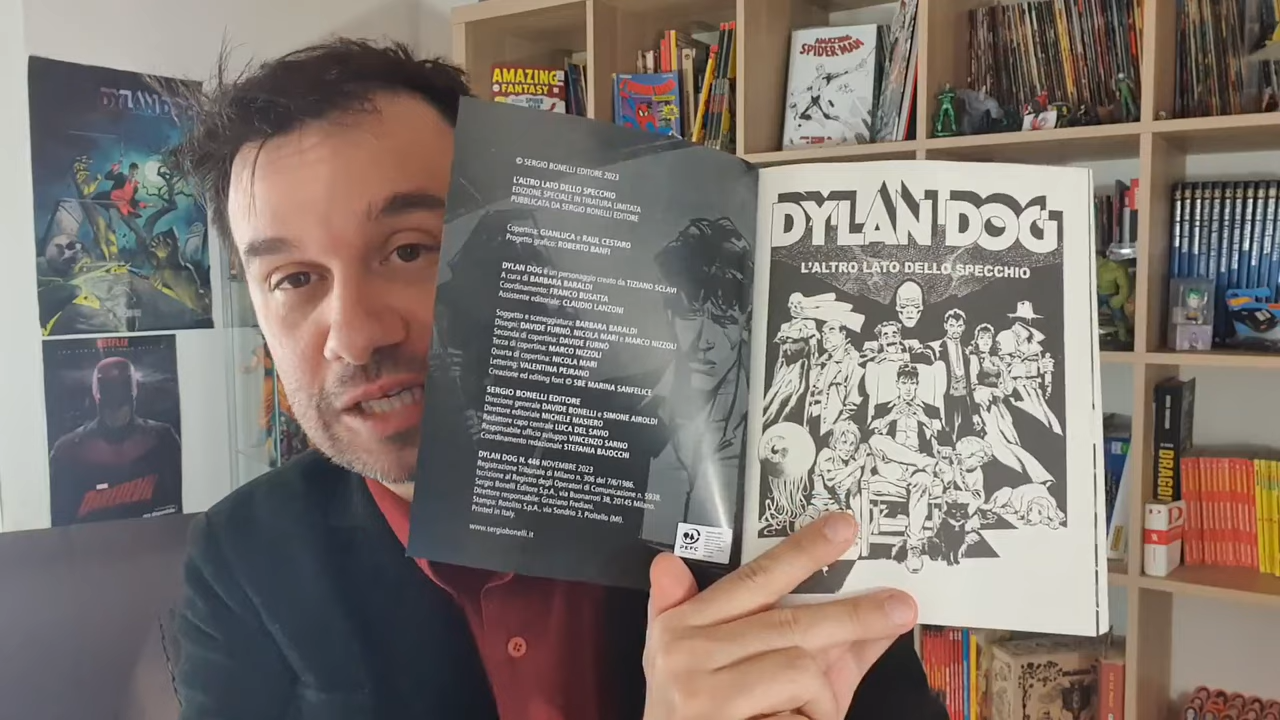 DYLAN DOG
NETFLIX
DAREDEVIL
AMAZING
FANTASY
AMAZING
SPIDER-MAN
© SERGIO BONELLI EDITORE 2023
L'ALTRO LATO DELLO SPECCHIO
EDIZIONE SPECIALE IN TIRATURA LIMITATA
PUBBLICATA DA SERGIO BONELLI EDITORE
Copertina: GIANLUCA e RAUL CESTARO
Progetto grafico: ROBERTO BANFI
DYLAN DOG è un personaggio creato da TIZIANO SCLAVI
A cura di BARBARA BARALDI
Coordinamento: FRANCO BUSATTA
Assistente editoriale: CLAUDIO LANZONI
Soggetto e sceneggiatura: BARBARA BARALDI
Disegni: DAVIDE FURNÒ, NICOLA MARI e MARCO NIZZOLI
Seconda di copertina: DAVIDE FURNÒ
Terza di copertina: MARCO NIZZOLI
Quarta di copertina: NICOLA MARI
Lettering: VALENTINA PEJRANO
Creazione ed editing font © SBE MARINA SANFELICE
SERGIO BONELLI EDITORE
Direzione generale DAVIDE BONELLI e SIMONE AIROLDI
Direttore editoriale MICHELE MASIERO
Redattore capo centrale LUCA DEL SAVIO
Responsabile ufficio sviluppo VINCENZO SARNO
Coordinamento redazionale STEFANIA BAIOCCHI
DYLAN DOG N. 446 NOVEMBRE 2023
Registrazione Tribunale di Milano n. 306 del 7/6/1986.
Iscrizione al Registro degli Operatori di Comunicazione n. 5938.
Sergio Bonelli Editore S.p.A., via Buonarroti 38, 20145 Milano.
Direttore responsabile: Graziano Frediani.
Stampa: Rotolito S.p.A., via Sondrio 3, Pioltello (MI).
Printed in Italy.
www.sergiobonelli.it
PEFC
DYLAN DOG
L'ALTRO LATO DELLO SPECCHIO
DRAGON